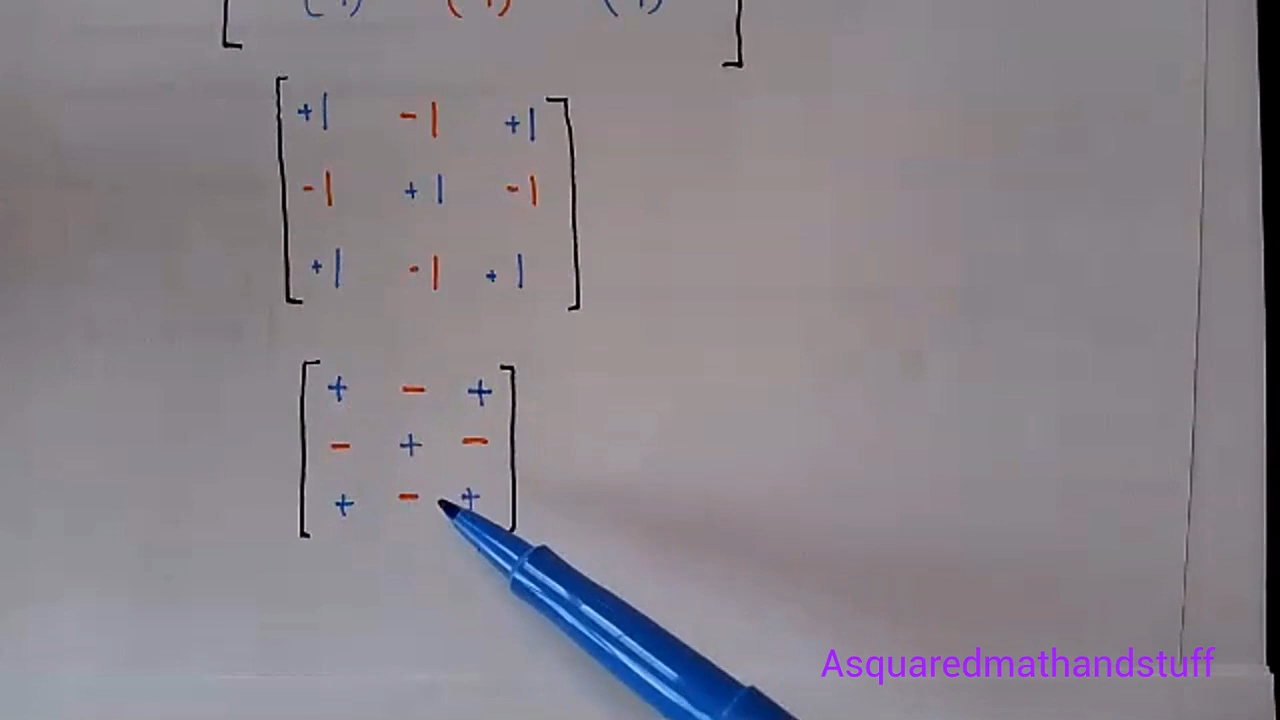 +1 -1 +1
-1 +1 -1
+1 -1 +1
+ - +
- + -
+ - +
Asquaredmathandstuff